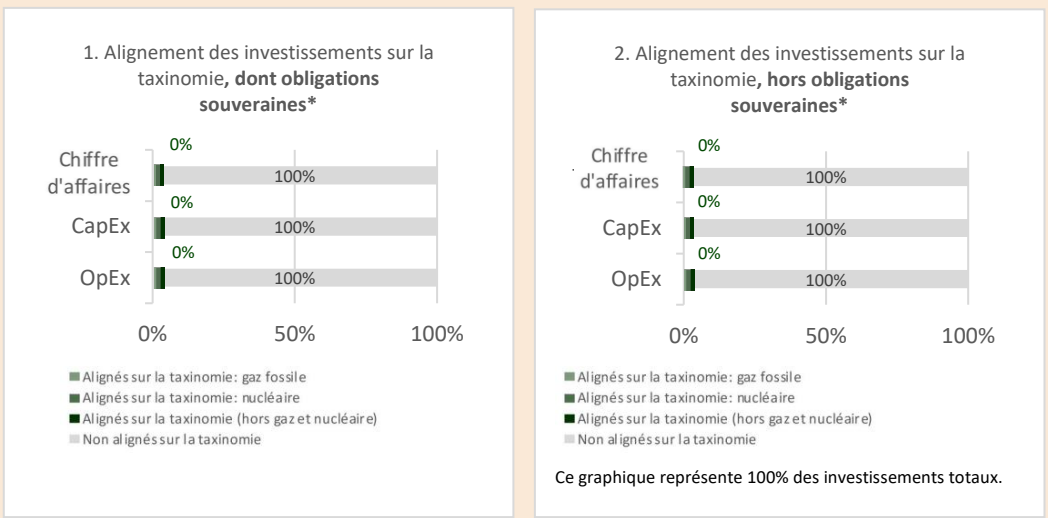 1. Alignement des investissements sur la
taxinomie, dont obligations
souveraines*
0%
Chiffre
d'affaires
100%
0%
CapEx
100%
0%
OpEx
100%
0%
50%
100%
Alignés sur la taxinomie: gaz fossile
Alignés sur la taxinomie: nucléaire
Alignés sur la taxinomie (hors gaz et nucléaire)
Non alignés sur la taxinomie
2. Alignement des investissements sur la
taxinomie, hors obligations
souveraines*
0%
Chiffre
d'affaires
100%
0%
CapEx
100%
0%
OpEx
100%
0%
50%
100%
Alignés sur la taxinomie: gaz fossile
Alignés sur la taxinomie: nucléaire
Alignés sur la taxinomie (hors gaz et nucléaire)
Non alignés sur la taxinomie
Ce graphique représente 100% des investissements totaux.